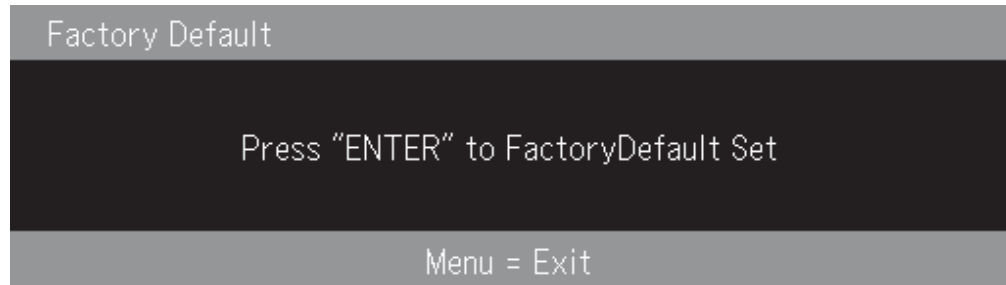 Factory Default
Press "ENTER" to FactoryDefault Set
Menu = Exit